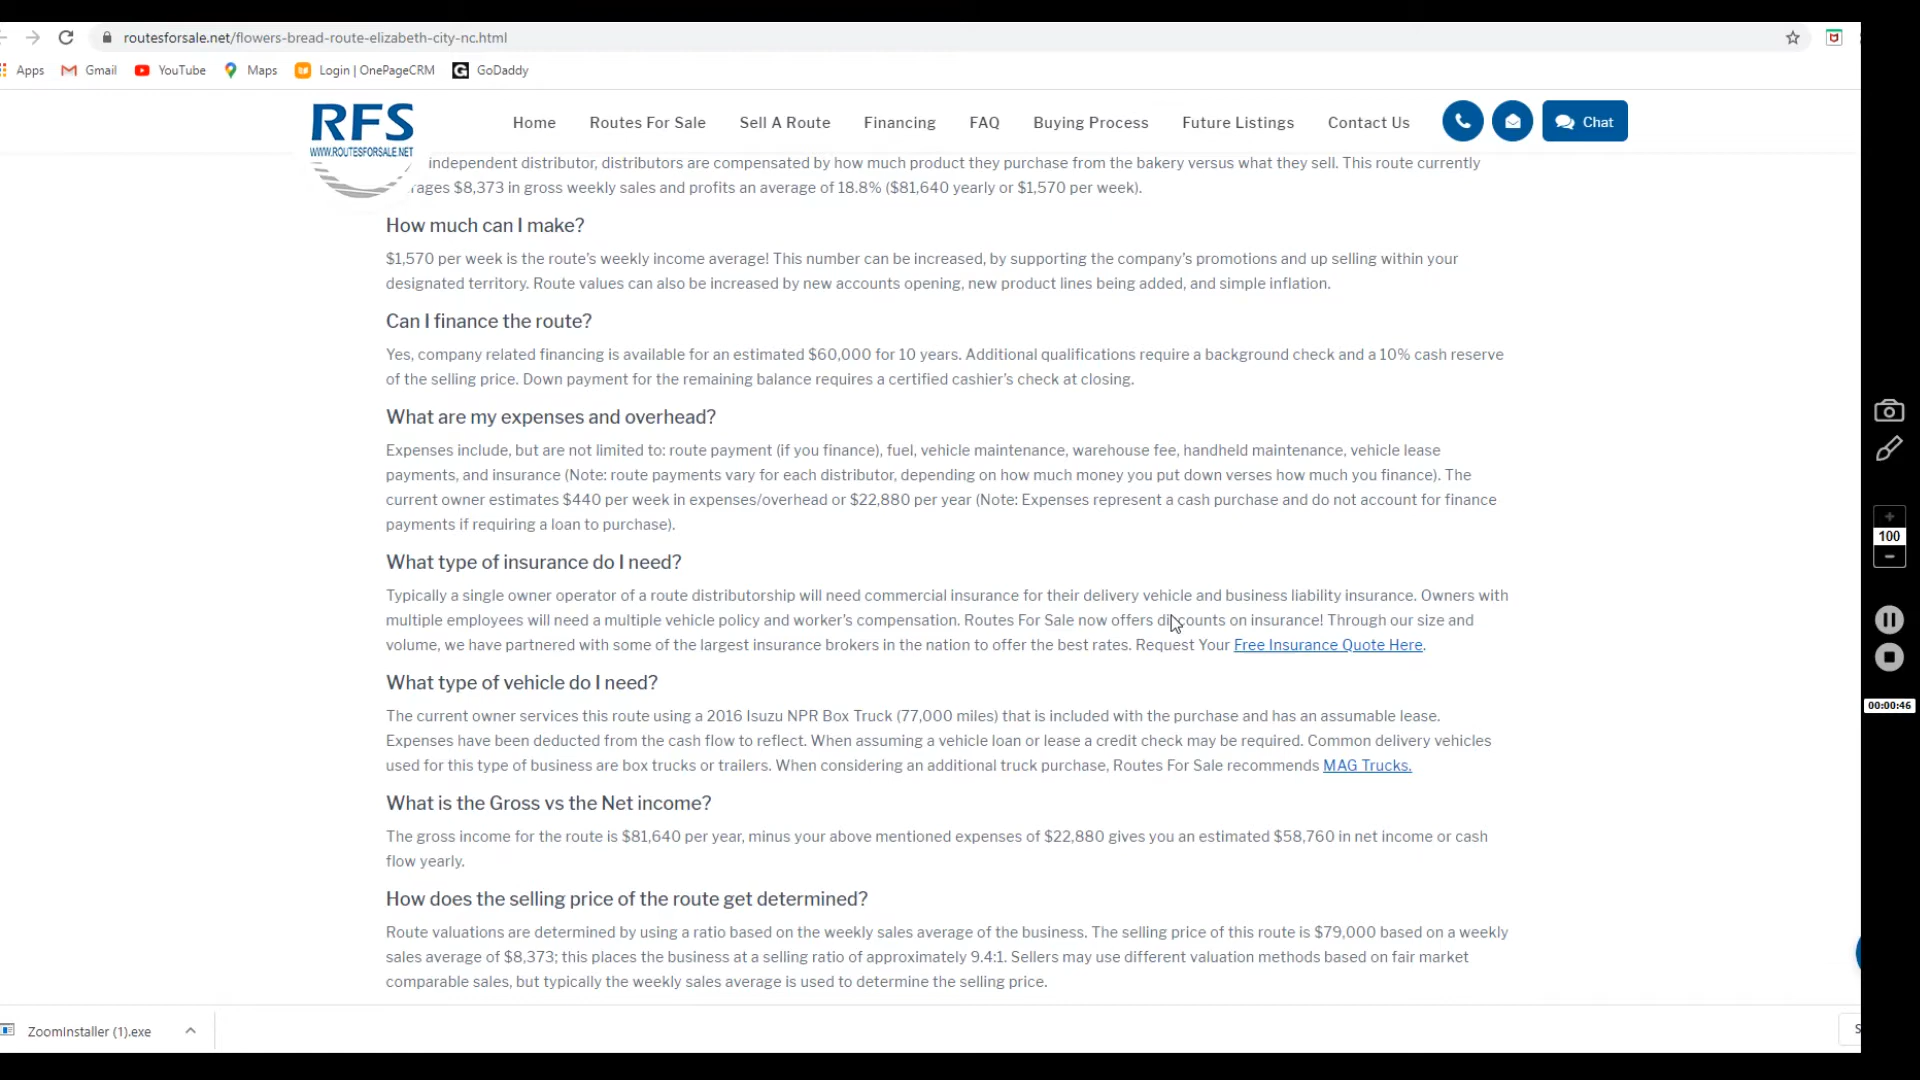 routesforsale.net/flowers-bread-route-elizabeth-city-nc.html
Apps Gmail YouTube Maps Login | OnePageCRM GoDaddy
RFS
WWW.ROUTESFORSALE.NET
Home Routes For Sale Sell A Route Financing FAQ Buying Process Future Listings Contact Us Chat
independent distributor, distributors are compensated by how much product they purchase from the bakery versus what they sell. This route currently
rages $8,373 in gross weekly sales and profits an average of 18.8% ($81,640 yearly or $1,570 per week).
How much can I make?
$1,570 per week is the route's weekly income average! This number can be increased, by supporting the company's promotions and up selling within your
designated territory. Route values can also be increased by new accounts opening, new product lines being added, and simple inflation.
Can I finance the route?
Yes, company related financing is available for an estimated $60,000 for 10 years. Additional qualifications require a background check and a 10% cash reserve
of the selling price. Down payment for the remaining balance requires a certified cashier's check at closing.
What are my expenses and overhead?
Expenses include, but are not limited to: route payment (if you finance), fuel, vehicle maintenance, warehouse fee, handheld maintenance, vehicle lease
payments, and insurance (Note: route payments vary for each distributor, depending on how much money you put down verses how much you finance). The
current owner estimates $440 per week in expenses/overhead or $22,880 per year (Note: Expenses represent a cash purchase and do not account for finance
payments if requiring a loan to purchase).
What type of insurance do I need?
Typically a single owner operator of a route distributorship will need commercial insurance for their delivery vehicle and business liability insurance. Owners with
multiple employees will need a multiple vehicle policy and worker's compensation. Routes For Sale now offers discounts on insurance! Through our size and
volume, we have partnered with some of the largest insurance brokers in the nation to offer the best rates. Request Your Free Insurance Quote Here.
What type of vehicle do I need?
The current owner services this route using a 2016 Isuzu NPR Box Truck (77,000 miles) that is included with the purchase and has an assumable lease.
Expenses have been deducted from the cash flow to reflect. When assuming a vehicle loan or lease a credit check may be required. Common delivery vehicles
used for this type of business are box trucks or trailers. When considering an additional truck purchase, Routes For Sale recommends MAG Trucks.
What is the Gross vs the Net income?
The gross income for the route is $81,640 per year, minus your above mentioned expenses of $22,880 gives you an estimated $58,760 in net income or cash
flow yearly.
How does the selling price of the route get determined?
Route valuations are determined by using a ratio based on the weekly sales average of the business. The selling price of this route is $79,000 based on a weekly
sales average of $8,373; this places the business at a selling ratio of approximately 9.4:1. Sellers may use different valuation methods based on fair market
comparable sales, but typically the weekly sales average is used to determine the selling price.
100
00:00:46
ZoomInstaller (1).exe
S